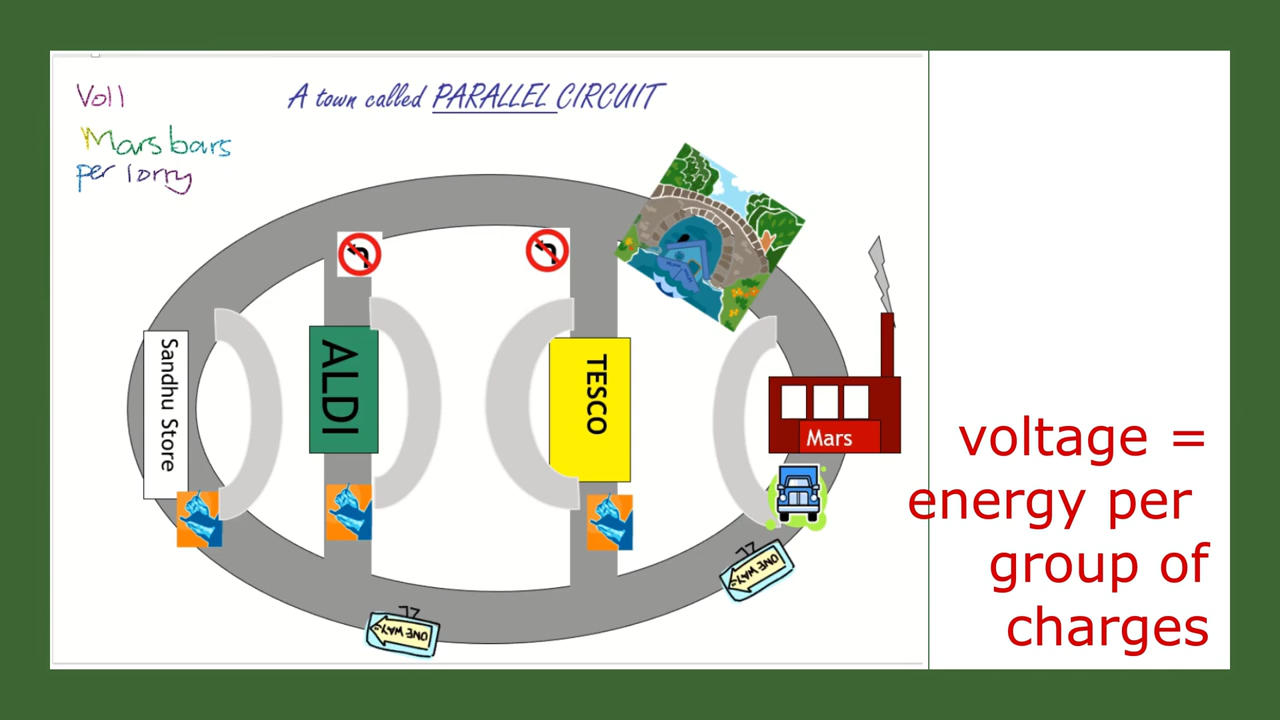 A town called PARALLEL CIRCUIT
Voll
Mars bars
per lorry
Sandhu Store
ALDI
TESCO
Mars
ONE WAY
ONE WAY
voltage =
energy per
group of
charges